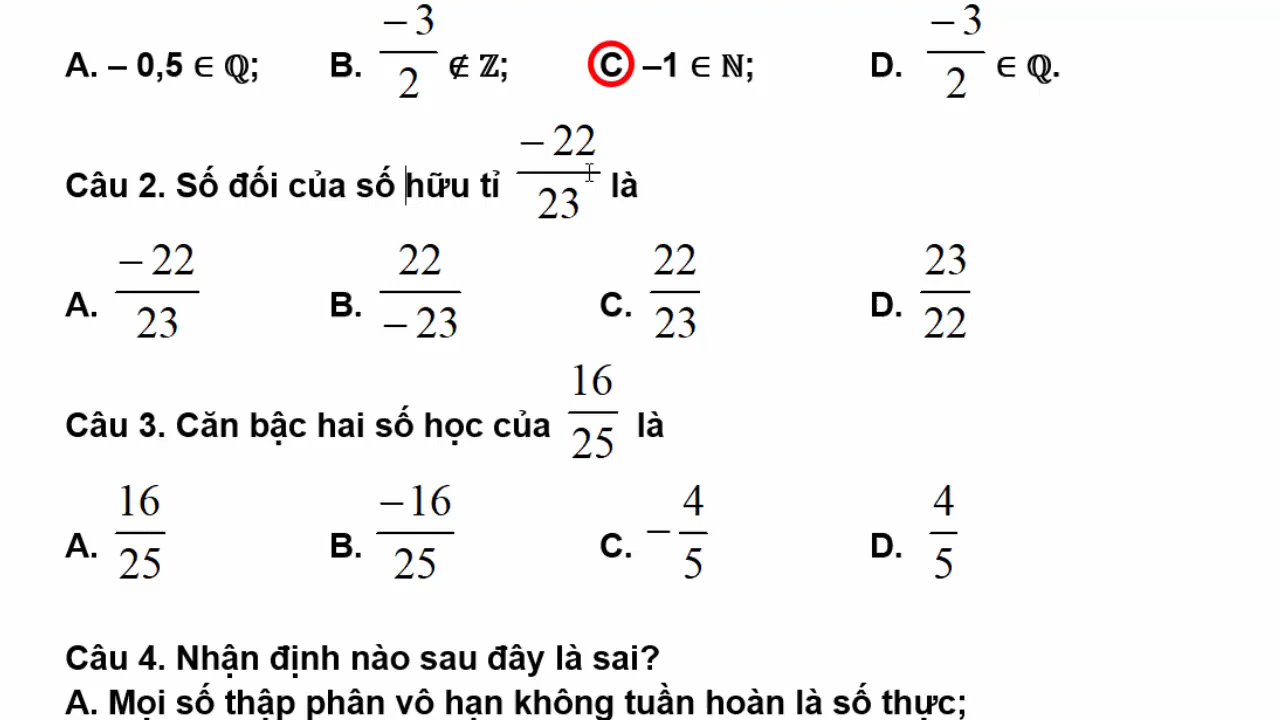 A. – 0,5 ∈ ℚ; B. −3/2 ∉ ℤ; C –1 ∈ ℕ; D. −3/2 ∈ ℚ.
Câu 2. Số đối của số hữu tỉ −22/23 là
A. −22/23 B. 22/−23 C. 22/23 D. 23/22
Câu 3. Căn bậc hai số học của 16/25 là
A. 16/25 B. −16/25 C. −4/5 D. 4/5
Câu 4. Nhận định nào sau đây là sai?
A. Mọi số thập phân vô hạn không tuần hoàn là số thực;